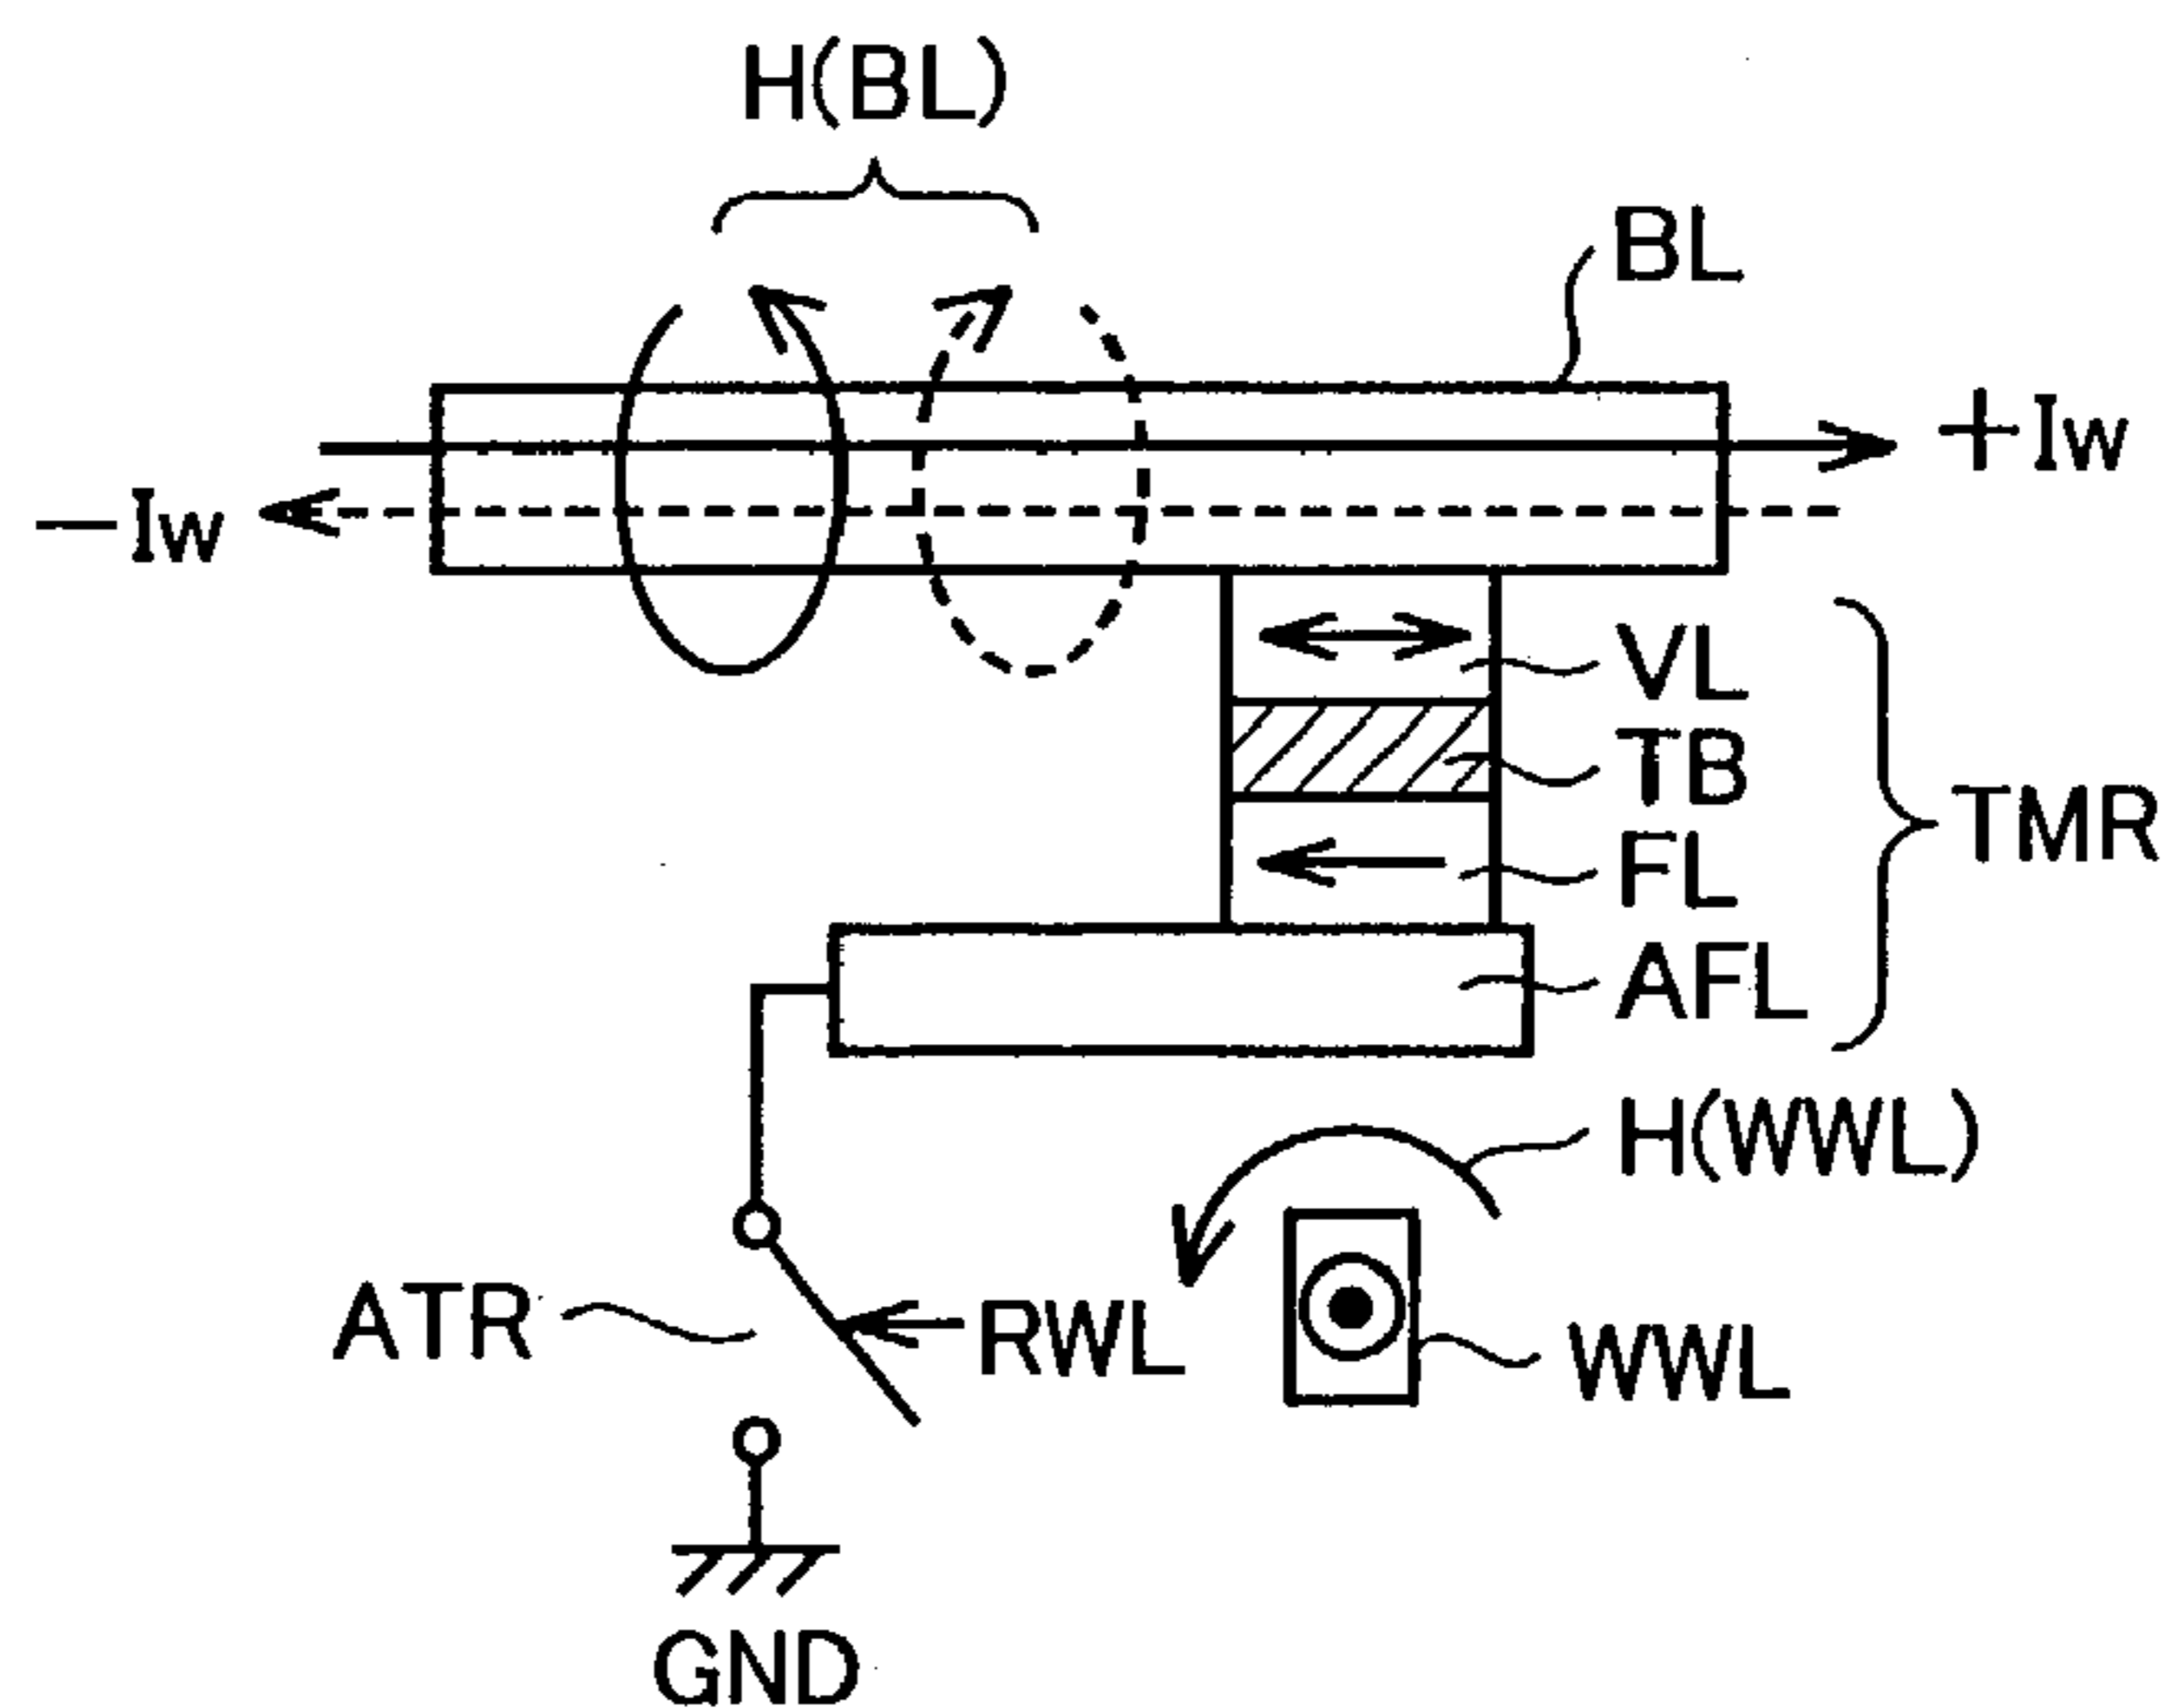 H(BL)
BL
+Iw
−Iw
VL
TB
TMR
FL
AFL
H(WWL)
ATR
RWL
WWL
GND